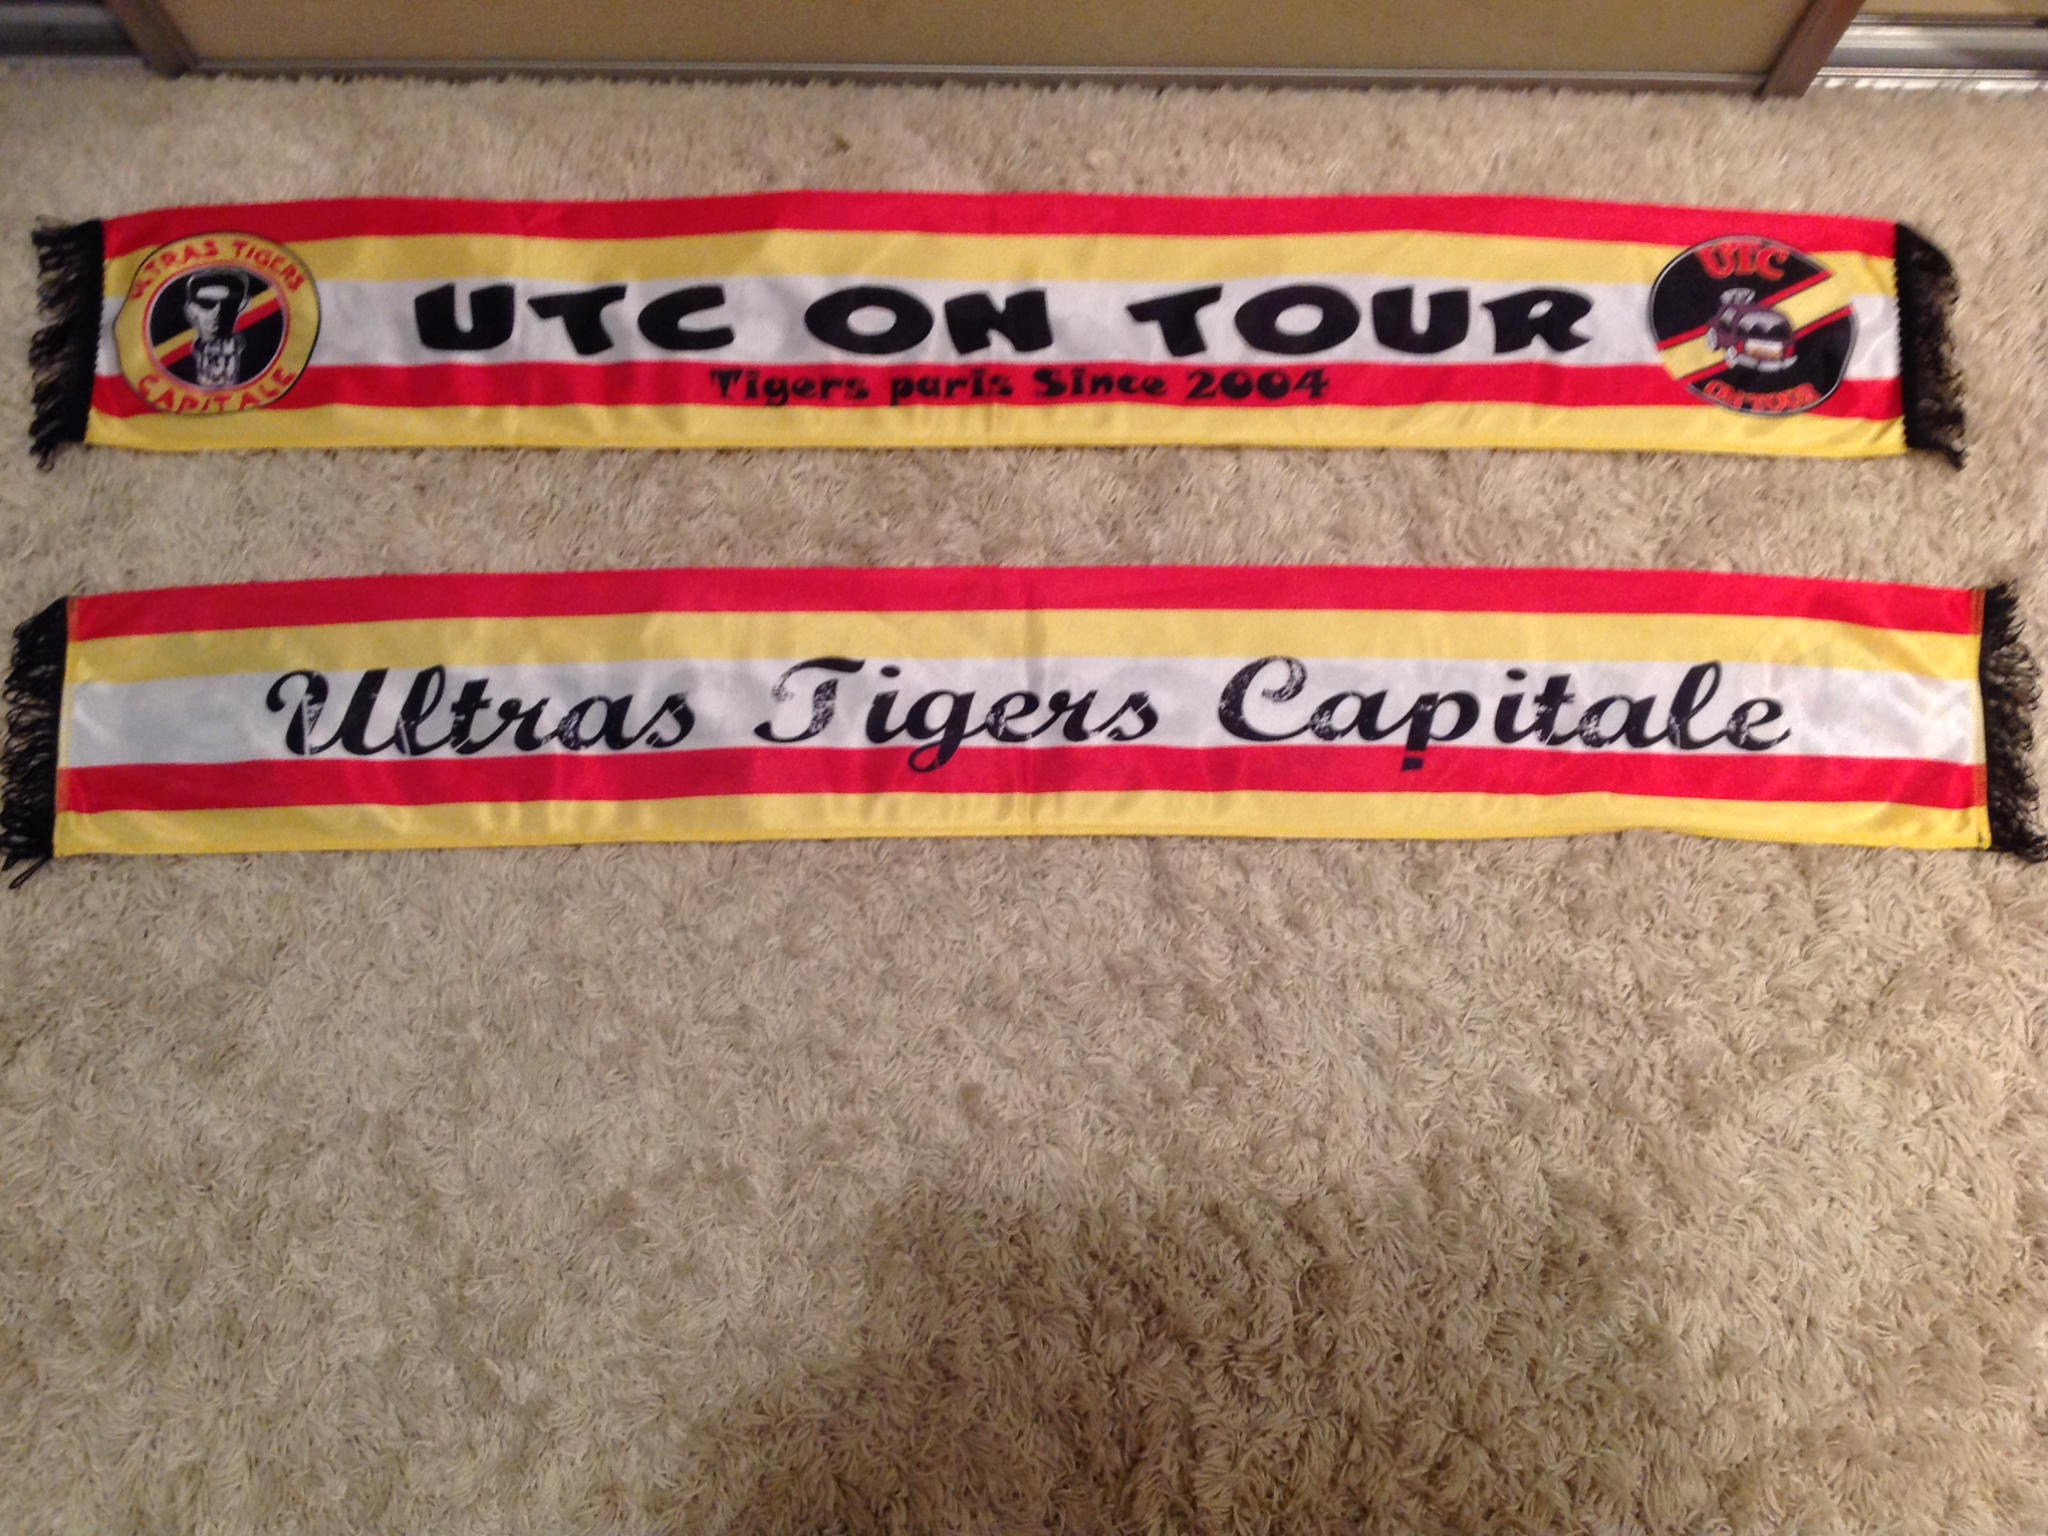 ULTRAS TIGERS
CAPITALE
UTC ON TOUR
Tigers paris Since 2004
UTC
ON TOUR
Ultras Tigers Capitale